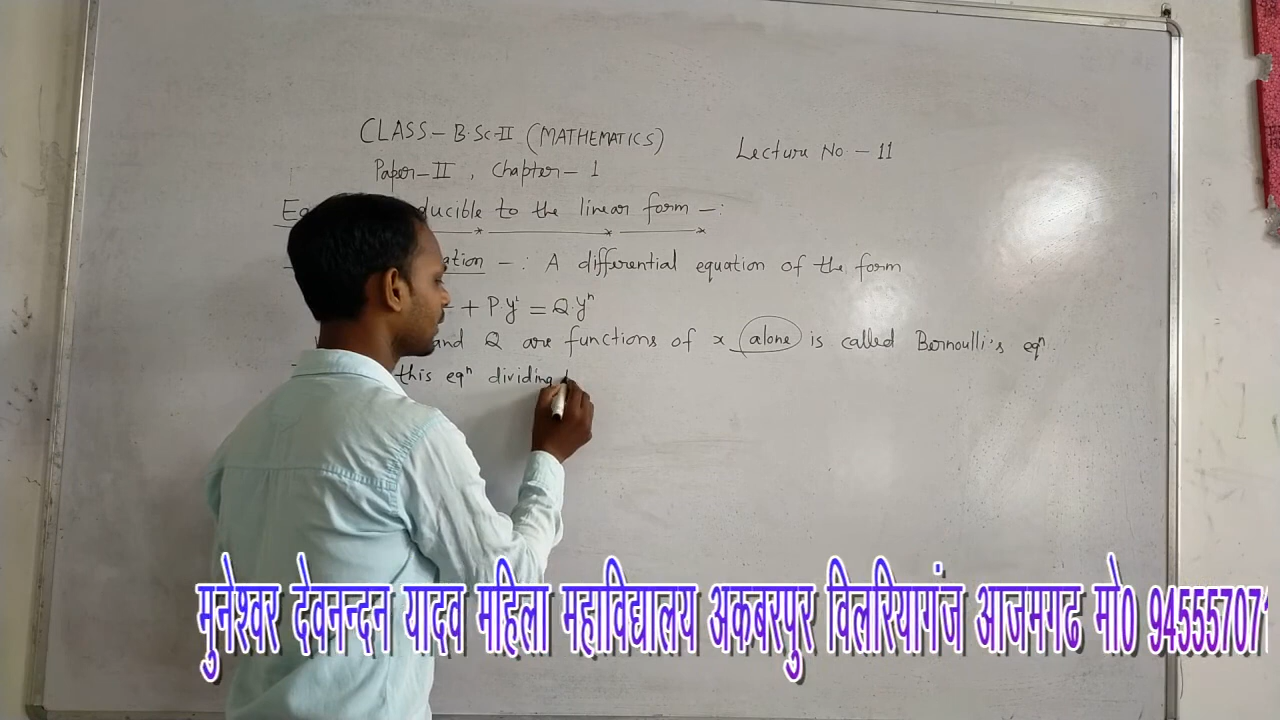 CLASS - B.Sc-II (MATHEMATICS)
Lecture No. - 11
Paper - II , Chapter - 1
ducible to the linear form - :
ation - : A differential equation of the form
+ P.y' = Q.yⁿ
and Q are functions of x alone is called Bernoulli's eqⁿ.
this eqⁿ dividing
मुनेश्वर देवनन्दन यादव महिला महाविद्यालय अकबरपुर विलरियागंज आजमगढ मो0 94555707